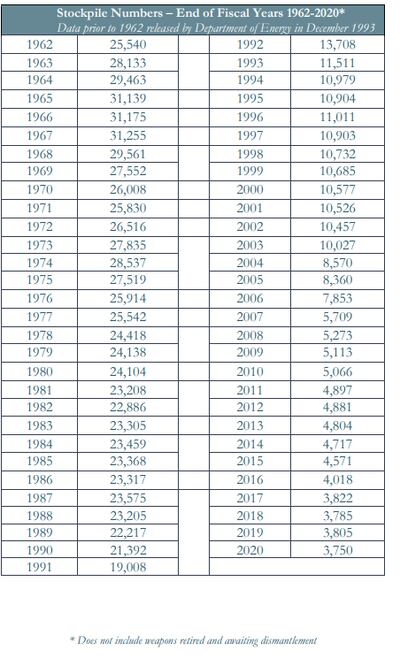 Stockpile Numbers – End of Fiscal Years 1962-2020*
Data prior to 1962 released by Department of Energy in December 1993
1962 25,540 1992 13,708
1963 28,133 1993 11,511
1964 29,463 1994 10,979
1965 31,139 1995 10,904
1966 31,175 1996 11,011
1967 31,255 1997 10,903
1968 29,561 1998 10,732
1969 27,552 1999 10,685
1970 26,008 2000 10,577
1971 25,830 2001 10,526
1972 26,516 2002 10,457
1973 27,835 2003 10,027
1974 28,537 2004 8,570
1975 27,519 2005 8,360
1976 25,914 2006 7,853
1977 25,542 2007 5,709
1978 24,418 2008 5,273
1979 24,138 2009 5,113
1980 24,104 2010 5,066
1981 23,208 2011 4,897
1982 22,886 2012 4,881
1983 23,305 2013 4,804
1984 23,459 2014 4,717
1985 23,368 2015 4,571
1986 23,317 2016 4,018
1987 23,575 2017 3,822
1988 23,205 2018 3,785
1989 22,217 2019 3,805
1990 21,392 2020 3,750
1991 19,008
* Does not include weapons retired and awaiting dismantlement